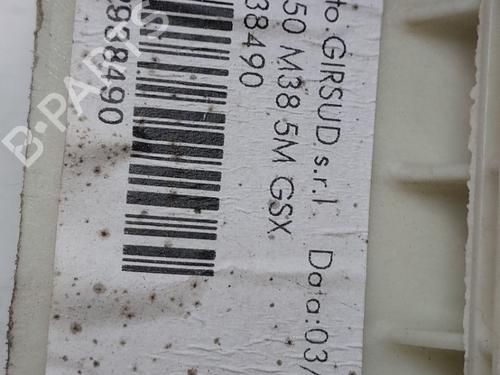 to.GIRSUD s.r.l. Data:03/
50 M38 5M GSX
38490
938490
B-PARTS